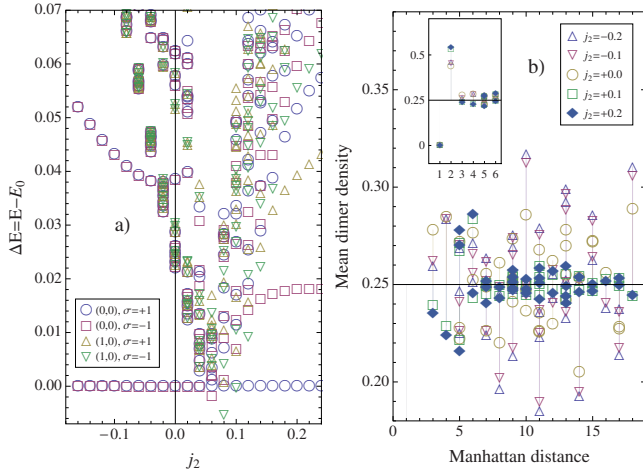 0.07
0.06
0.05
0.04
0.03
0.02
0.01
0.00
ΔE=E−E₀
a)
(0,0), σ=+1
(0,0), σ=−1
(1,0), σ=+1
(1,0), σ=−1
−0.1 0.0 0.1 0.2
j₂
0.35
0.30
0.25
0.20
Mean dimer density
0.5
0.25
0
1 2 3 4 5 6
b)
j₂=−0.2
j₂=−0.1
j₂=+0.0
j₂=+0.1
j₂=+0.2
0 5 10 15
Manhattan distance